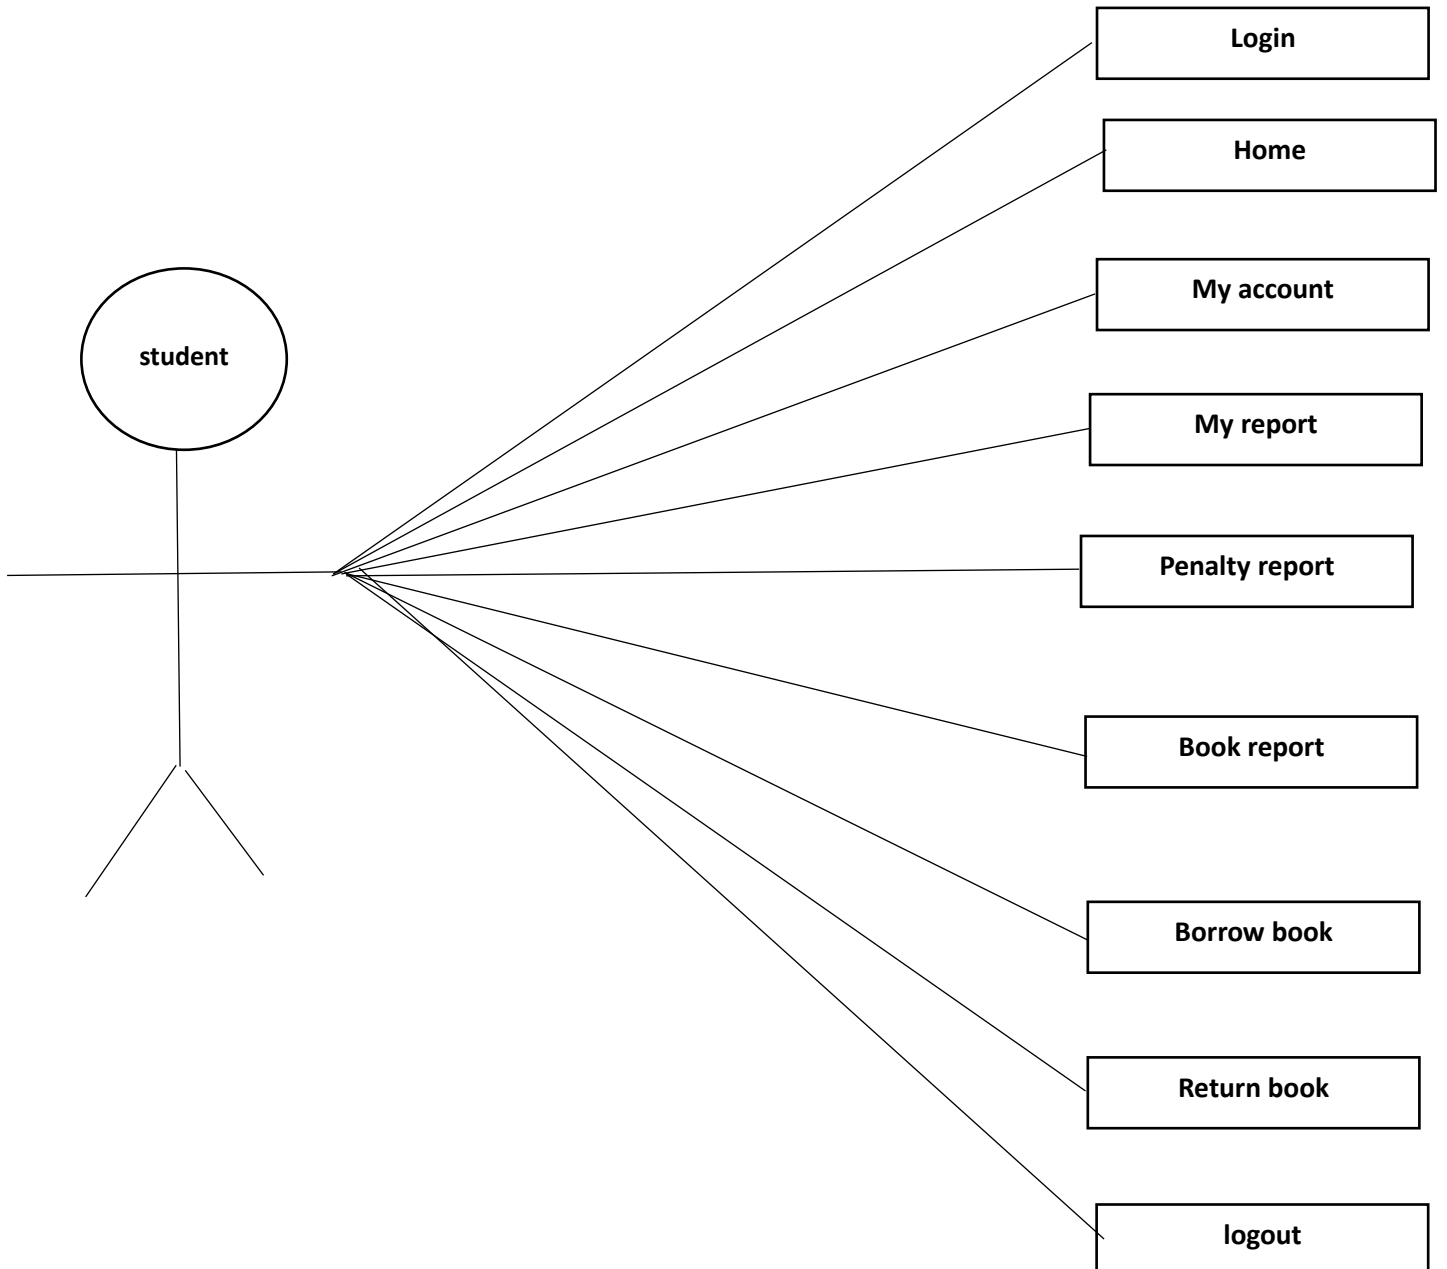 Login
Home
My account
student
My report
Penalty report
Book report
Borrow book
Return book
logout